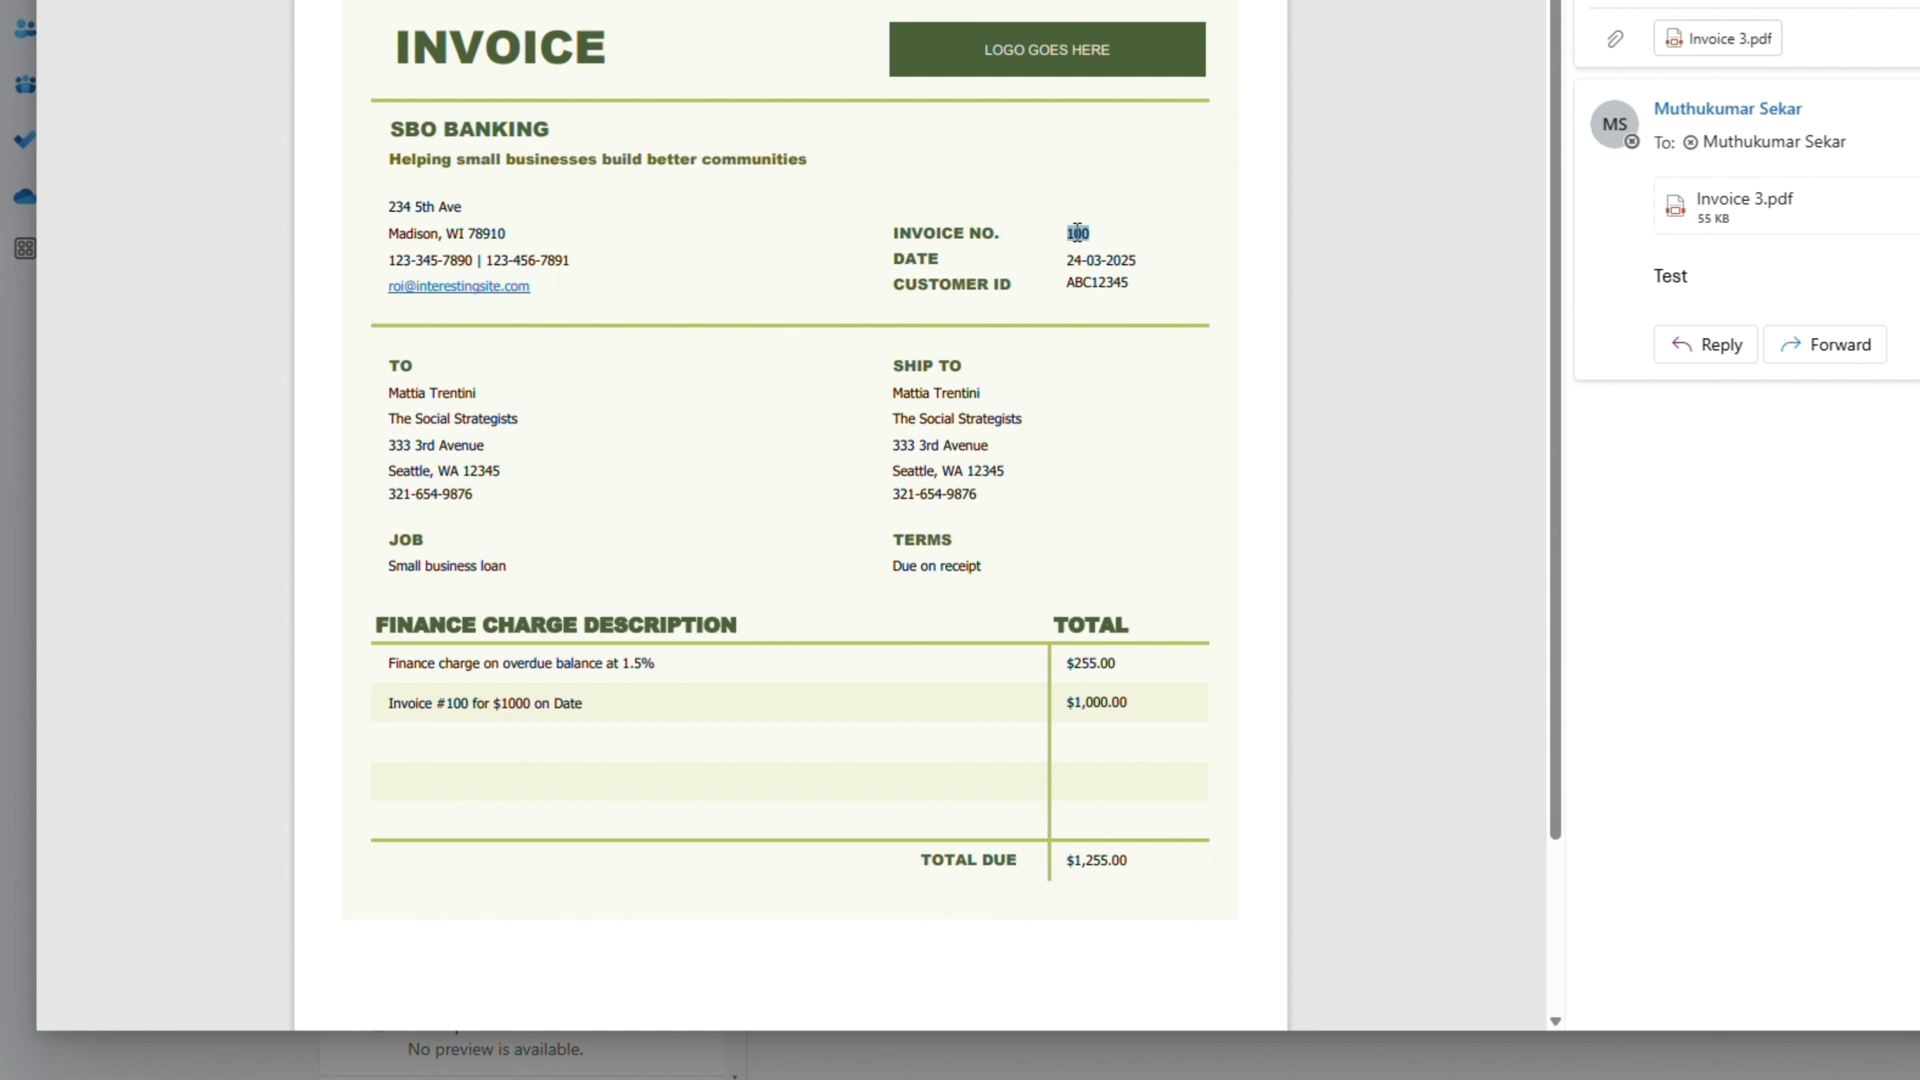 INVOICE
LOGO GOES HERE
SBO BANKING
Helping small businesses build better communities
234 5th Ave
Madison, WI 78910
123-345-7890 | 123-456-7891
roi@interestingsite.com
INVOICE NO. 100
DATE 24-03-2025
CUSTOMER ID ABC12345
TO
Mattia Trentini
The Social Strategists
333 3rd Avenue
Seattle, WA 12345
321-654-9876
SHIP TO
Mattia Trentini
The Social Strategists
333 3rd Avenue
Seattle, WA 12345
321-654-9876
JOB
Small business loan
TERMS
Due on receipt
FINANCE CHARGE DESCRIPTION TOTAL
Finance charge on overdue balance at 1.5% $255.00
Invoice #100 for $1000 on Date $1,000.00
TOTAL DUE $1,255.00
No preview is available.
Invoice 3.pdf
MS
Muthukumar Sekar
To: Muthukumar Sekar
Invoice 3.pdf
55 KB
Test
Reply
Forward